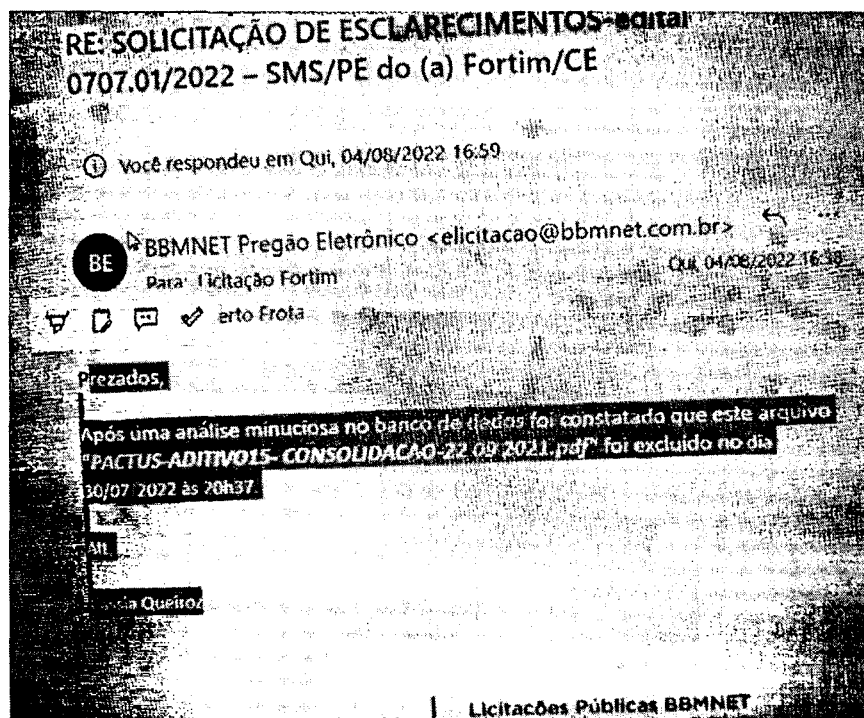 RE: SOLICITAÇÃO DE ESCLARECIMENTOS-edital
0707.01/2022 – SMS/PE do (a) Fortim/CE
Você respondeu em Qui, 04/08/2022 16:59
BE
BBMNET Pregão Eletrônico <elicitacao@bbmnet.com.br>
Para: Licitação Fortim
Qui, 04/08/2022 16:38
erto Frota
Prezados,
Após uma análise minuciosa no banco de dados foi constatado que este arquivo
"PACTUS-ADITIVO15- CONSOLIDACAO-22 09 2021.pdf" foi excluído no dia
30/07/2022 às 20h37.
Att.
Queiroz
Licitações Públicas BBMNET